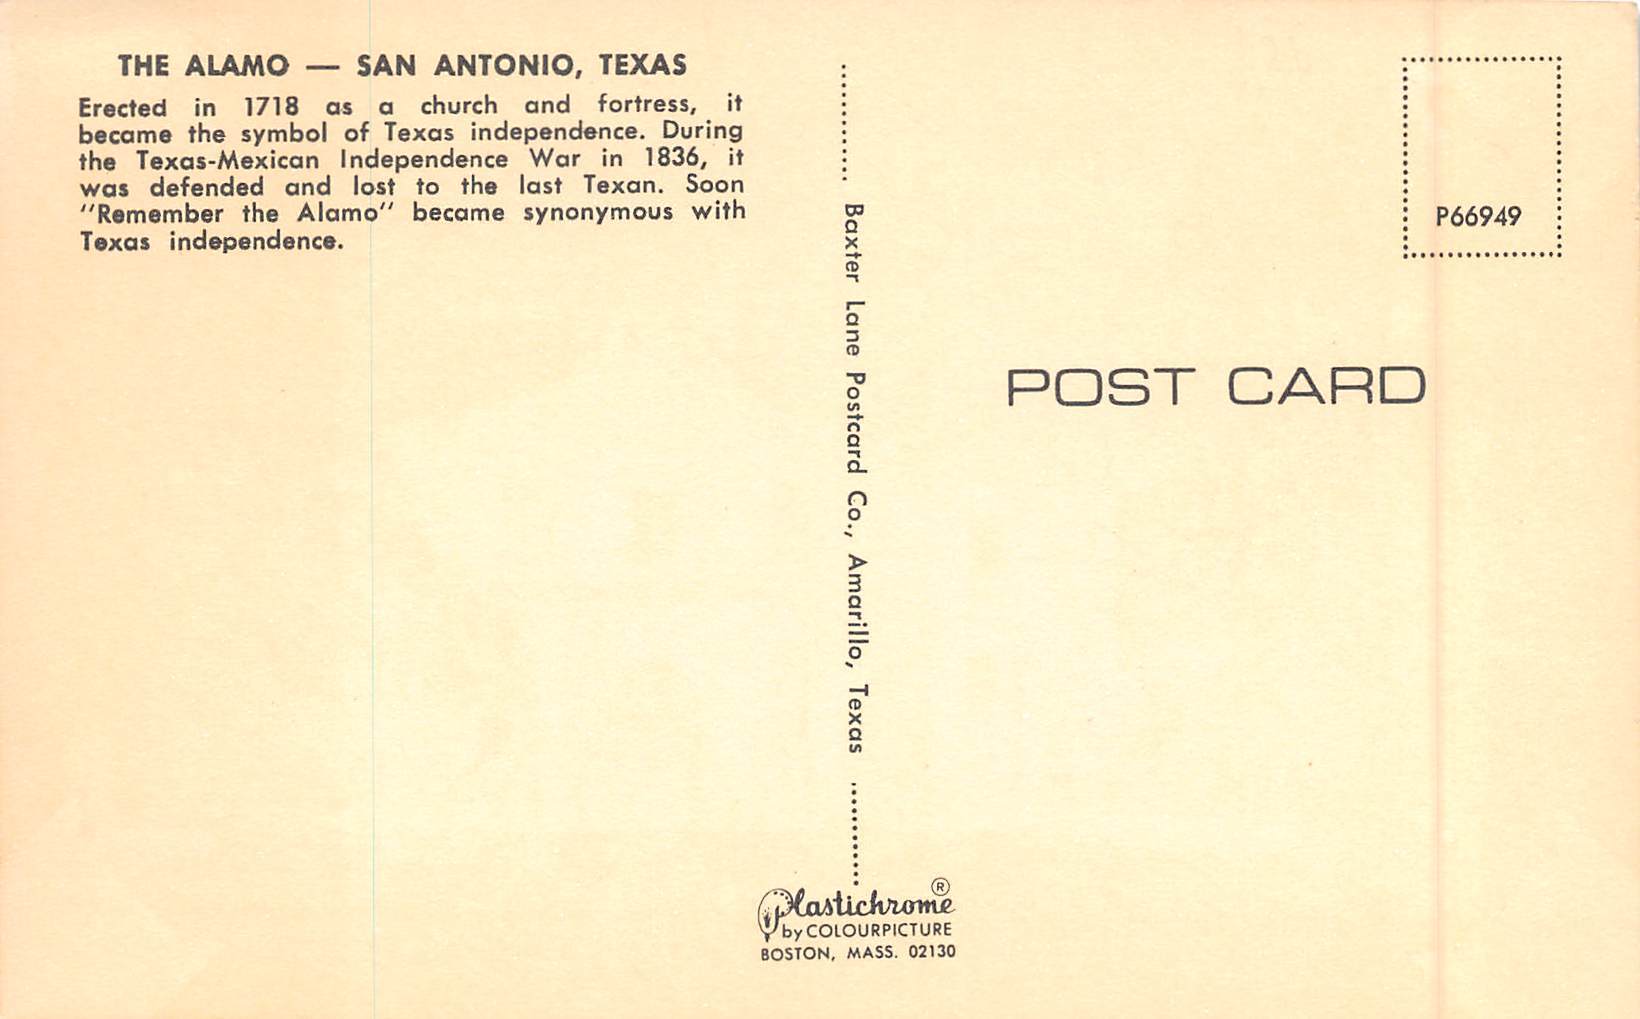 THE ALAMO — SAN ANTONIO, TEXAS
Erected in 1718 as a church and fortress, it
became the symbol of Texas independence. During
the Texas-Mexican Independence War in 1836, it
was defended and lost to the last Texan. Soon
"Remember the Alamo" became synonymous with
Texas independence.
Baxter Lane Postcard Co., Amarillo, Texas
P66949
POST CARD
Plastichrome ®
by COLOURPICTURE
BOSTON, MASS. 02130